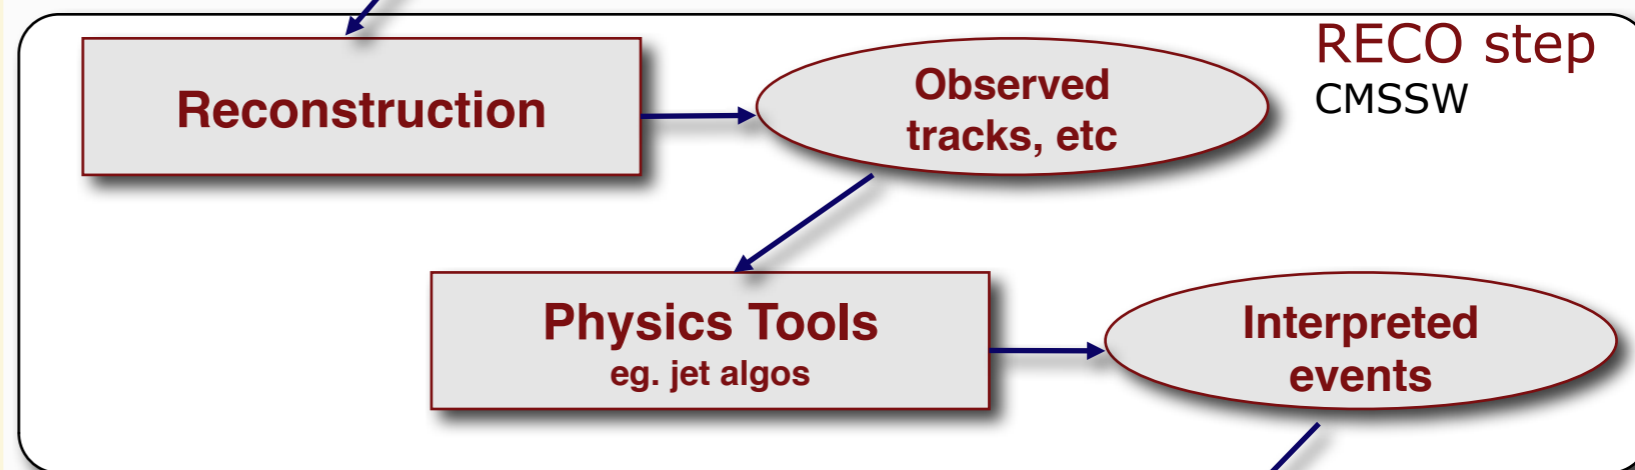 RECO step
CMSSW
Reconstruction
Observed
tracks, etc
Physics Tools
eg. jet algos
Interpreted
events